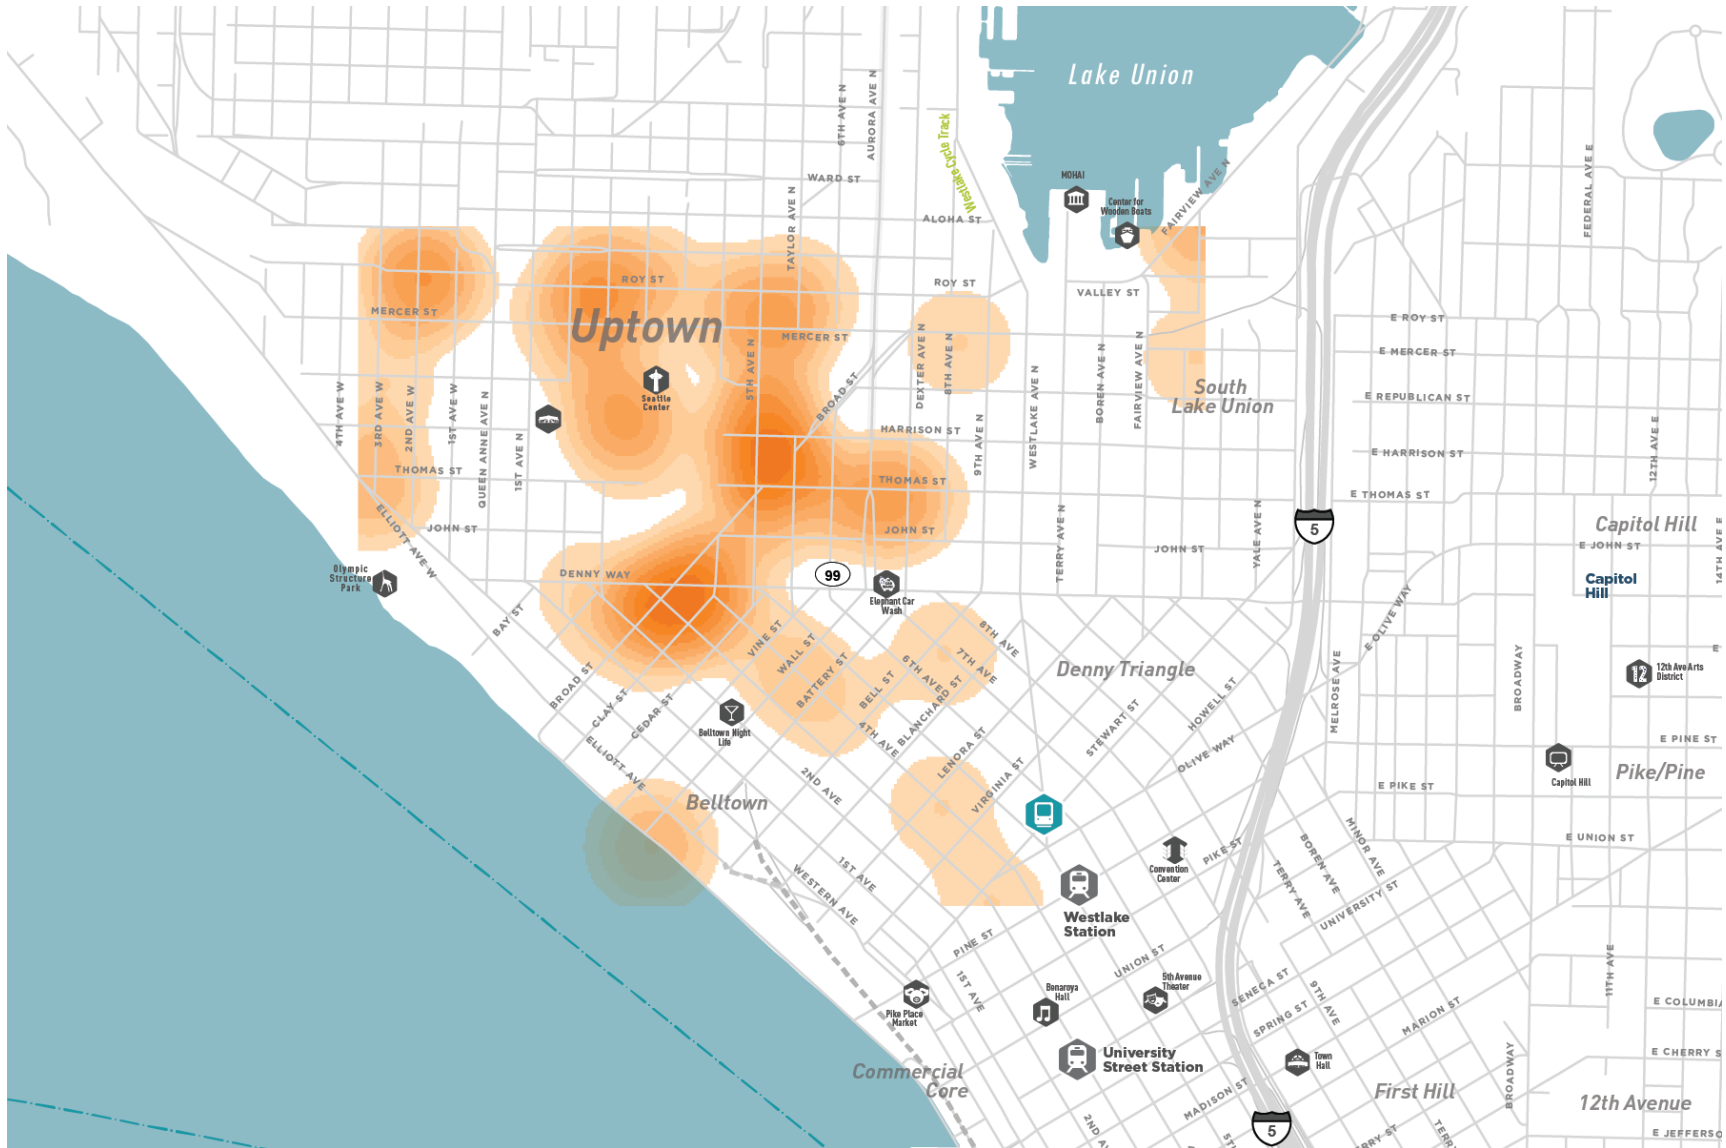 Lake Union
6TH AVE N
AURORA AVE N
Westlake Cycle Track
WARD ST
TAYLOR AVE N
ALOHA ST
MOHAI
Center for
Wooden Boats
FAIRVIEW AVE N
FEDERAL AVE E
ROY ST
ROY ST
VALLEY ST
MERCER ST
Uptown
MERCER ST
E ROY ST
E MERCER ST
5TH AVE N
DEXTER AVE N
8TH AVE N
BROAD ST
Seattle
Center
WESTLAKE AVE N
BOREN AVE N
FAIRVIEW AVE N
South
Lake Union
E REPUBLICAN ST
4TH AVE W
3RD AVE W
2ND AVE W
1ST AVE W
QUEEN ANNE AVE N
1ST AVE N
HARRISON ST
9TH AVE N
E HARRISON ST
12TH AVE E
THOMAS ST
THOMAS ST
E THOMAS ST
ELLIOTT AVE W
JOHN ST
JOHN ST
TERRY AVE N
YALE AVE N
JOHN ST
5
Capitol Hill
E JOHN ST
14TH AVE E
Olympic
Structure
Park
DENNY WAY
99
Elephant Car
Wash
Capitol
Hill
BAY ST
VINE ST
WALL ST
BATTERY ST
BELL ST
6TH AVE
BLANCHARD ST
7TH AVE
8TH AVE
Denny Triangle
E OLIVE WAY
MELROSE AVE
BROADWAY
E
12
12th Ave Arts
District
BROAD ST
CLAY ST
CEDAR ST
Belltown Night
Life
4TH AVE
LENORA ST
VIRGINIA ST
STEWART ST
HOWELL ST
OLIVE WAY
E PINE ST
Pike/Pine
Capitol Hill
E PIKE ST
ELLIOTT AVE
Belltown
2ND AVE
E UNION ST
1ST AVE
WESTERN AVE
Convention
Center
PIKE ST
TERRY AVE
BOREN AVE
MINOR AVE
UNIVERSITY ST
Westlake
Station
PINE ST
UNION ST
1ST AVE
5th Avenue
Theater
Benaroya
Hall
SENECA ST
SPRING ST
9TH AVE
MARION ST
11TH AVE
E COLUMBIA
Pike Place
Market
University
Street Station
Town
Hall
BROADWAY
E CHERRY S
Commercial
Core
MADISON ST
First Hill
12th Avenue
5
2ND A
RRY ST
TERR
E JEFFERSO